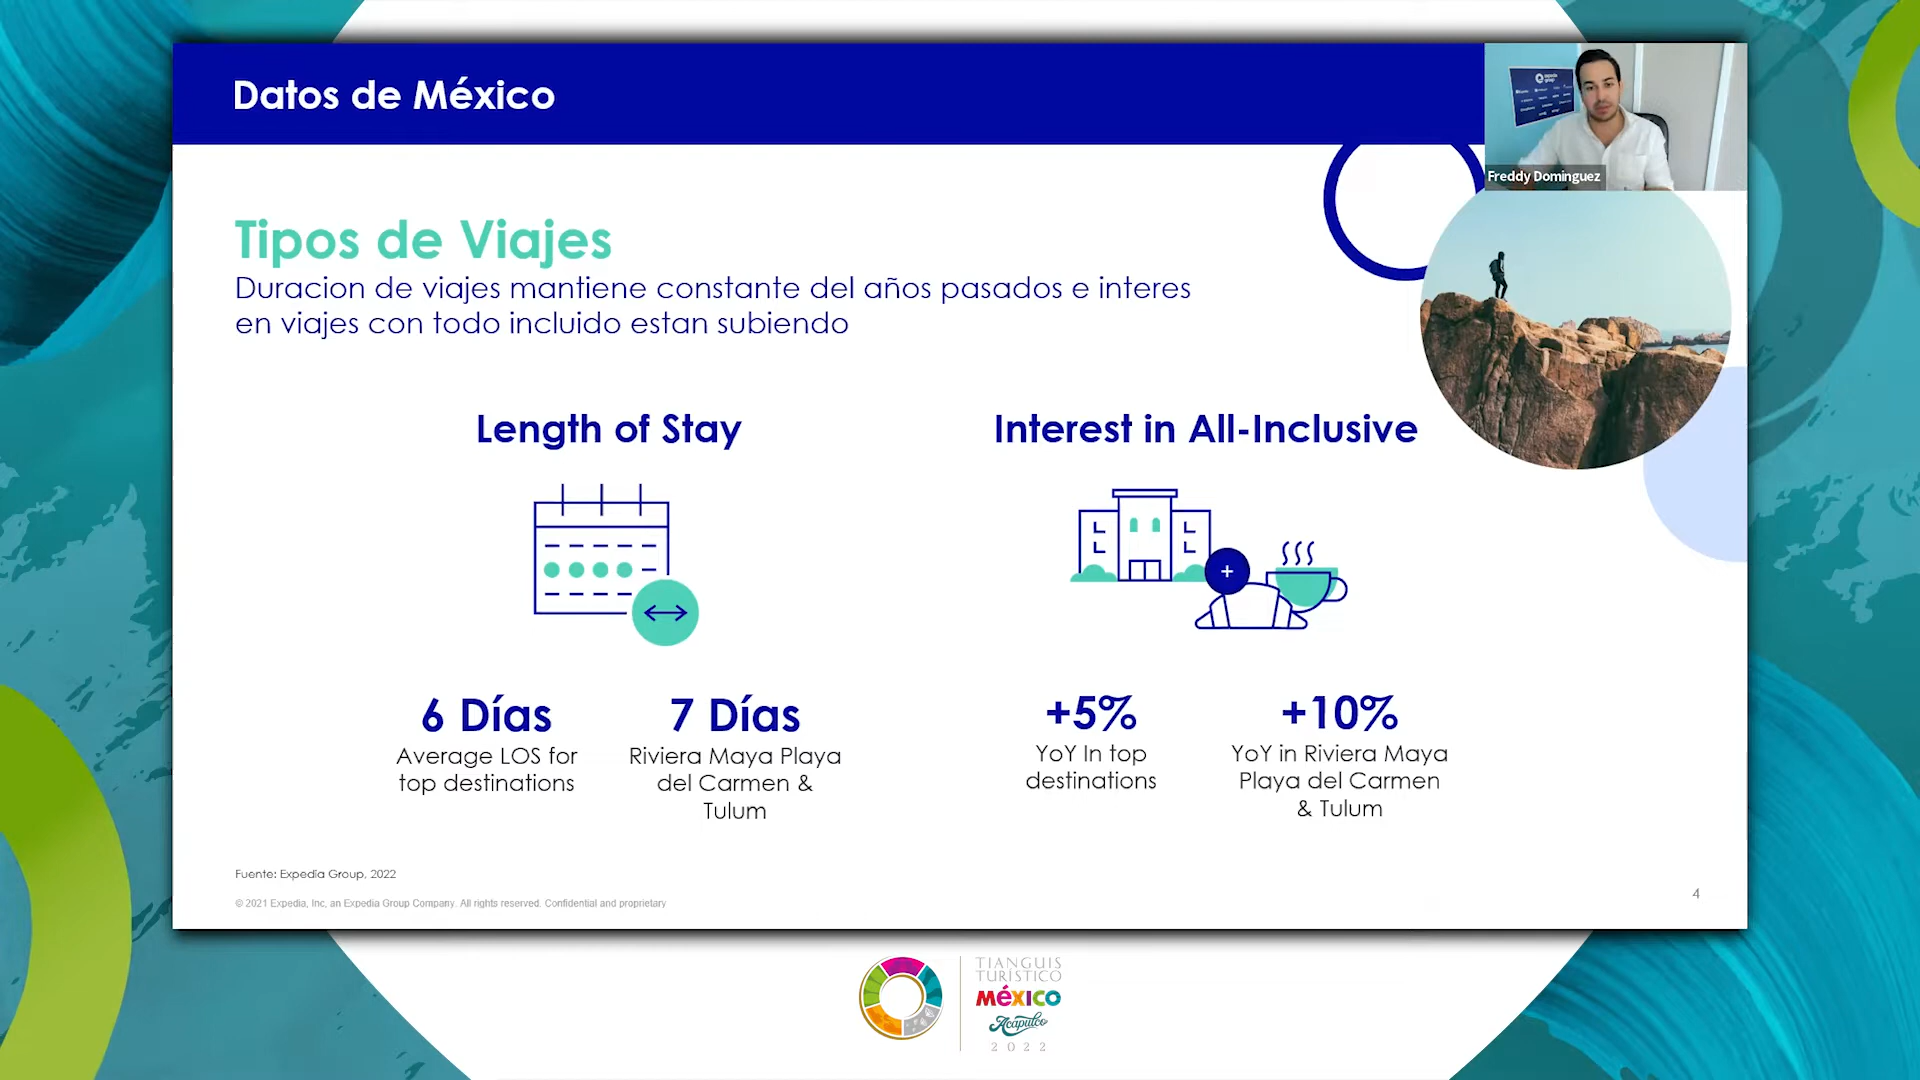 Datos de México
expedia group
Freddy Dominguez
Tipos de Viajes
Duracion de viajes mantiene constante del años pasados e interes
en viajes con todo incluido estan subiendo
Length of Stay
Interest in All-Inclusive
+
6 Días
Average LOS for
top destinations
7 Días
Riviera Maya Playa
del Carmen &
Tulum
+5%
YoY In top
destinations
+10%
YoY in Riviera Maya
Playa del Carmen
& Tulum
Fuente: Expedia Group, 2022
© 2021 Expedia, Inc, an Expedia Group Company. All rights reserved. Confidential and proprietary
4
TIANGUIS
TURÍSTICO
MéXICO
Acapulco
2022